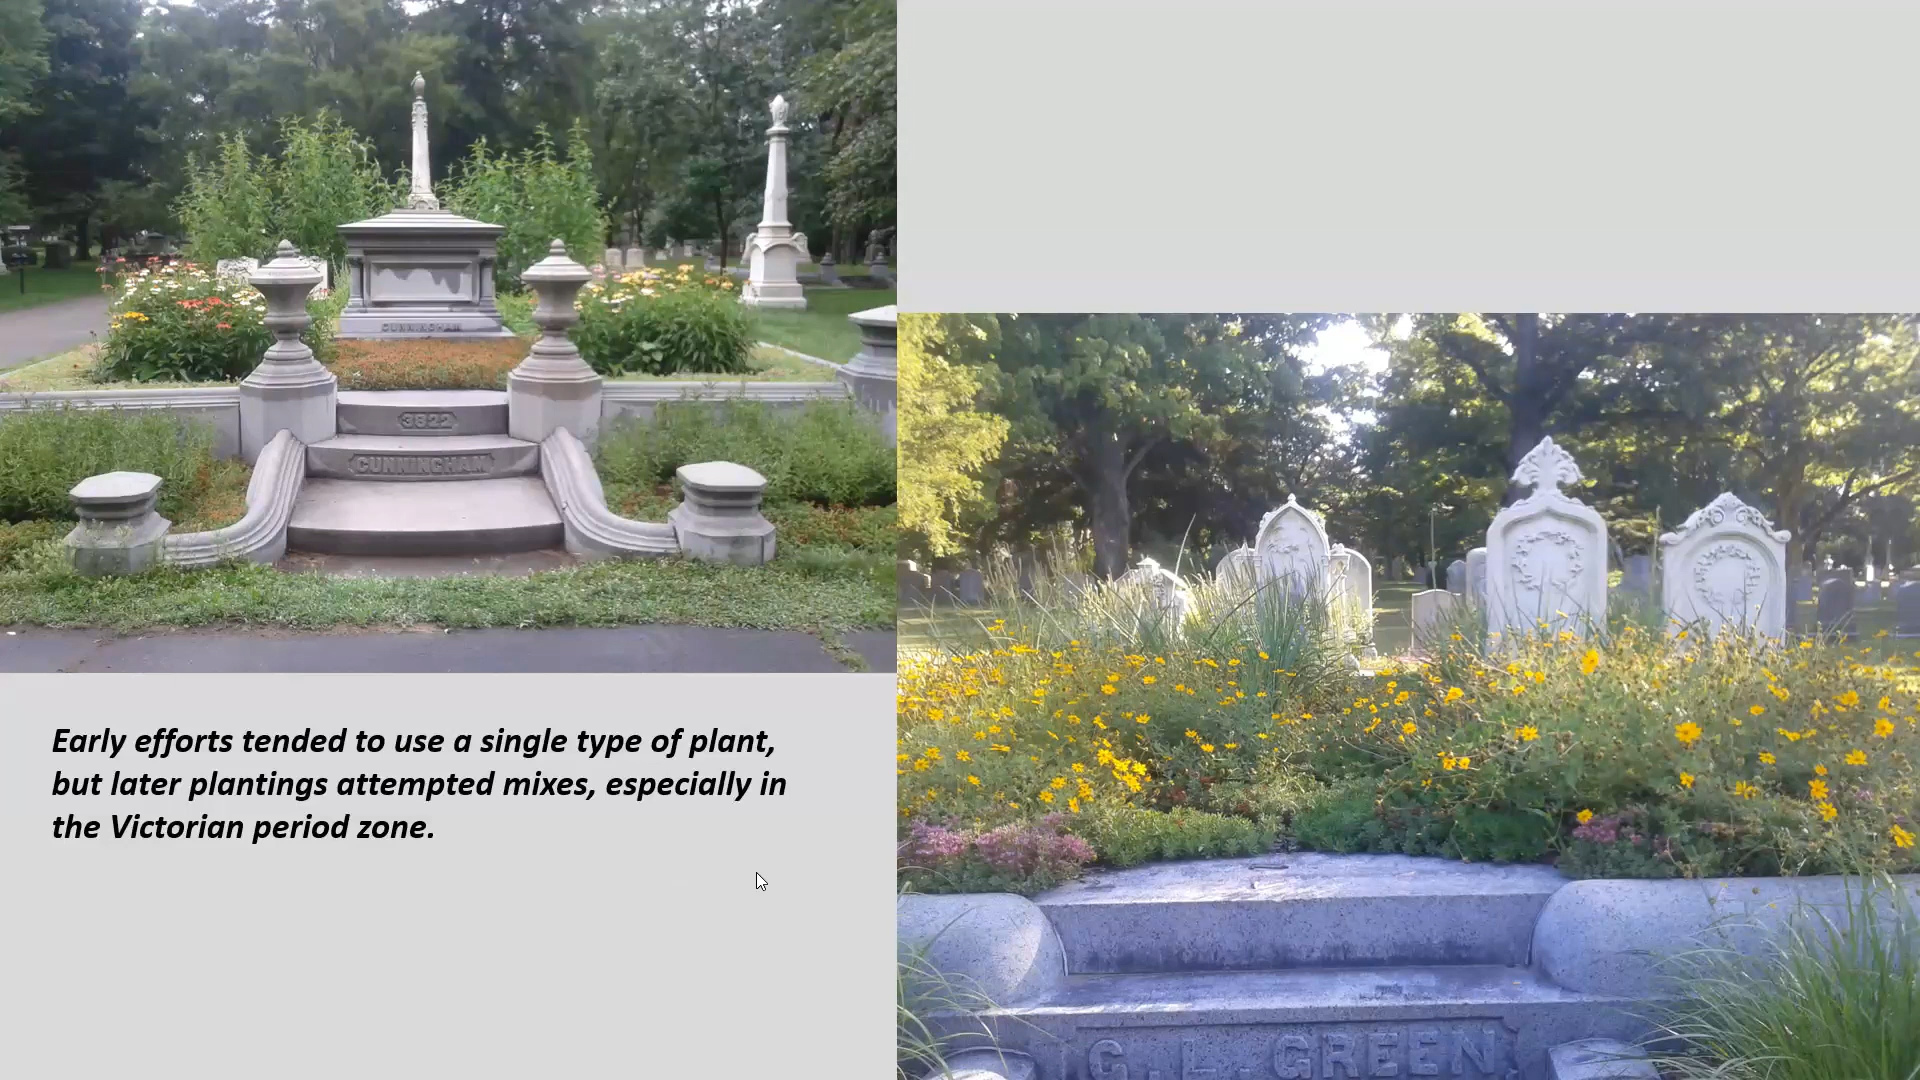 CUNNINGHAM
3822
CUNNINGHAM
Early efforts tended to use a single type of plant,
but later plantings attempted mixes, especially in
the Victorian period zone.
G. L. GREEN